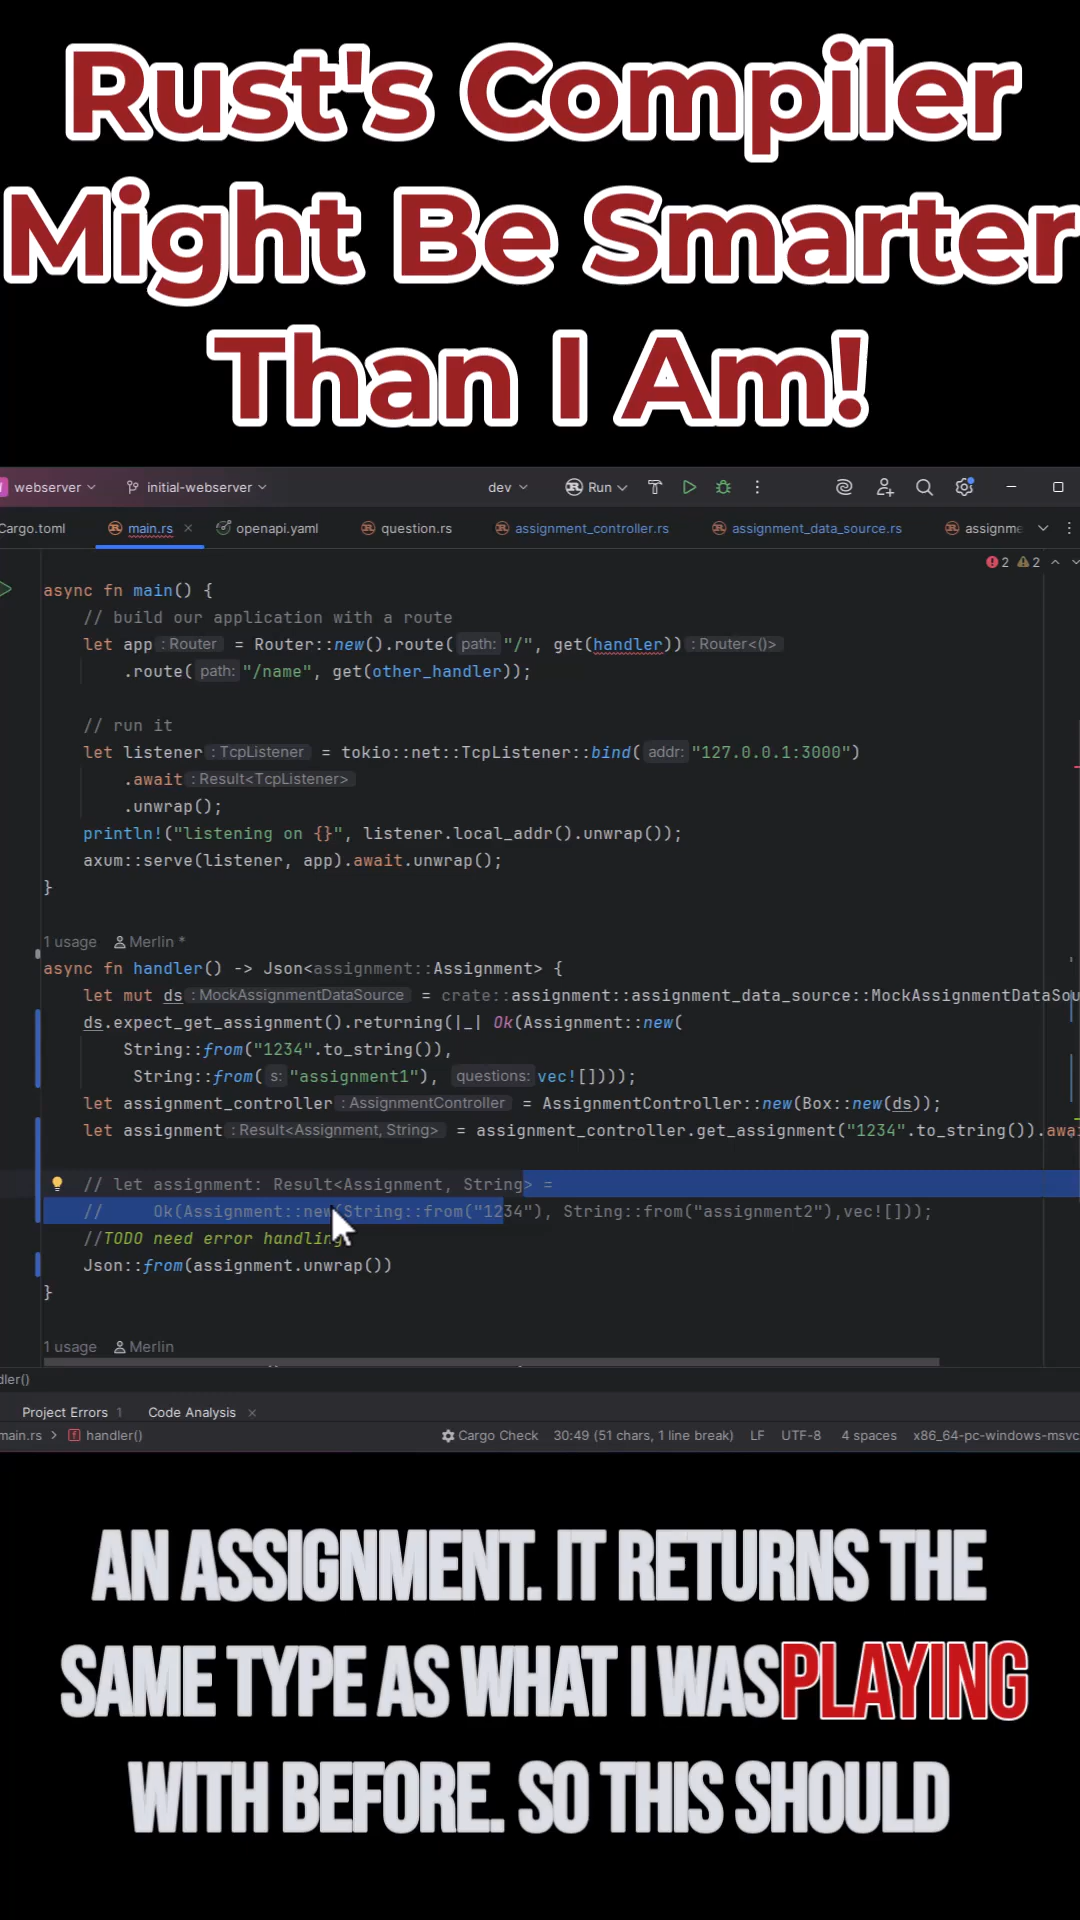 Rust's Compiler
Might Be Smarter
Than I Am!
webserver initial-webserver dev Run
Cargo.toml main.rs openapi.yaml question.rs assignment_controller.rs assignment_data_source.rs assignme
2 2
async fn main() {
// build our application with a route
let app : Router = Router::new().route( path: "/", get(handler)) : Router<()>
.route( path: "/name", get(other_handler));
// run it
let listener : TcpListener = tokio::net::TcpListener::bind( addr: "127.0.0.1:3000")
.await : Result<TcpListener>
.unwrap();
println!("listening on {}", listener.local_addr().unwrap());
axum::serve(listener, app).await.unwrap();
}
1 usage Merlin *
async fn handler() -> Json<assignment::Assignment> {
let mut ds : MockAssignmentDataSource = crate::assignment::assignment_data_source::MockAssignmentDataSou
ds.expect_get_assignment().returning(|_| Ok(Assignment::new(
String::from("1234".to_string()),
String::from( s: "assignment1"), questions: vec![])));
let assignment_controller : AssignmentController = AssignmentController::new(Box::new(ds));
let assignment : Result<Assignment, String> = assignment_controller.get_assignment("1234".to_string()).awa
// let assignment: Result<Assignment, String> =
// Ok(Assignment::new(String::from("1234"), String::from("assignment2"),vec![]));
//TODO need error handling
Json::from(assignment.unwrap())
}
1 usage Merlin
dler()
Project Errors 1 Code Analysis
main.rs handler() Cargo Check 30:49 (51 chars, 1 line break) LF UTF-8 4 spaces x86_64-pc-windows-msvc
AN ASSIGNMENT. IT RETURNS THE
SAME TYPE AS WHAT I WAS PLAYING
WITH BEFORE. SO THIS SHOULD